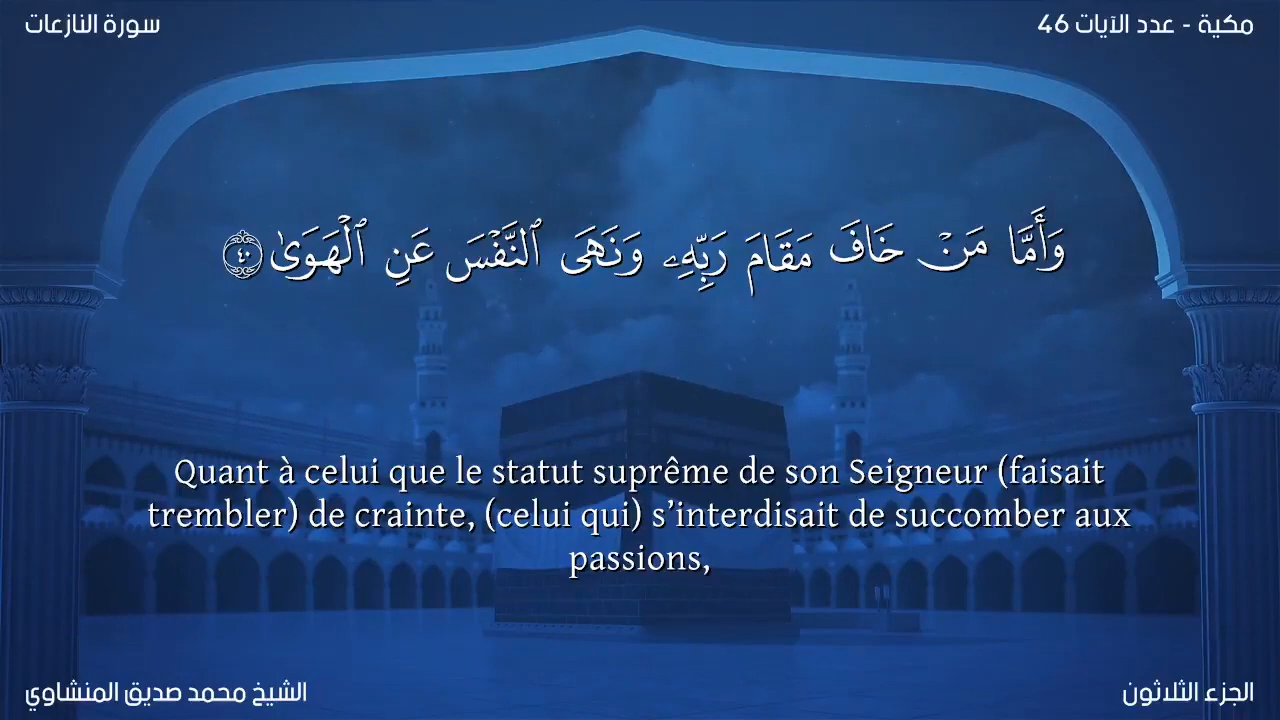 سورة النازعات
مكية - عدد الآيات 46
وَأَمَّا مَنْ خَافَ مَقَامَ رَبِّهِۦ وَنَهَى ٱلنَّفْسَ عَنِ ٱلْهَوَىٰ ٤٠
Quant à celui que le statut suprême de son Seigneur (faisait
trembler) de crainte, (celui qui) s’interdisait de succomber aux
passions,
الشيخ محمد صديق المنشاوي
الجزء الثلاثون